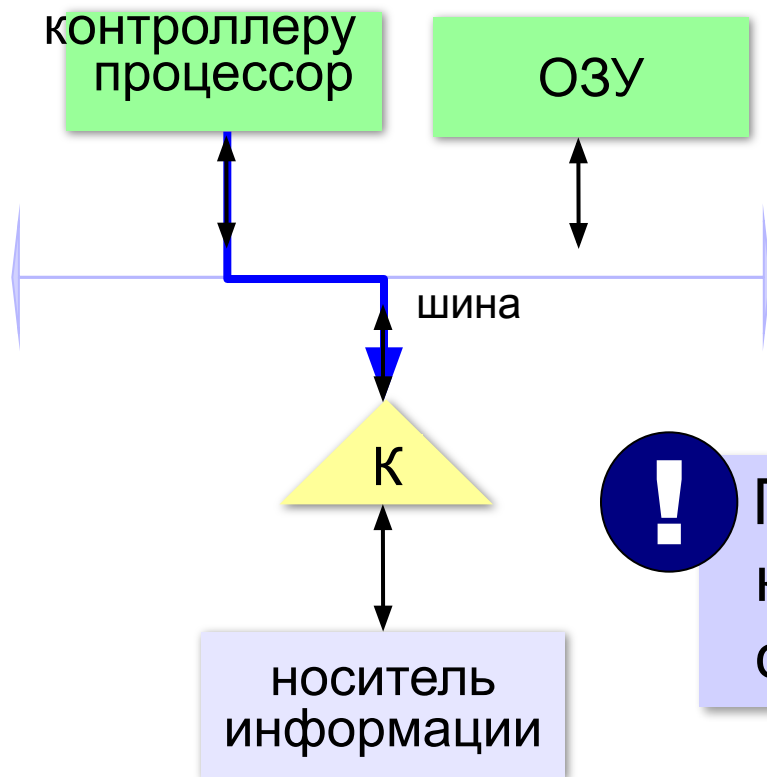 контроллеру
процессор
ОЗУ
шина
К
!
носитель
информации